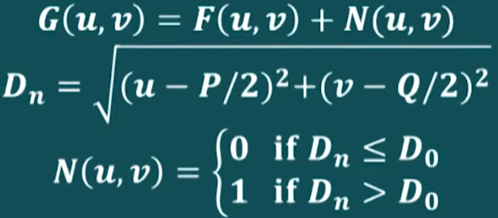 G(u, v) = F(u, v) + N(u, v)
Dₙ = √((u − P/2)²+(v − Q/2)²)
N(u, v) = {0 if Dₙ ≤ D₀
1 if Dₙ > D₀